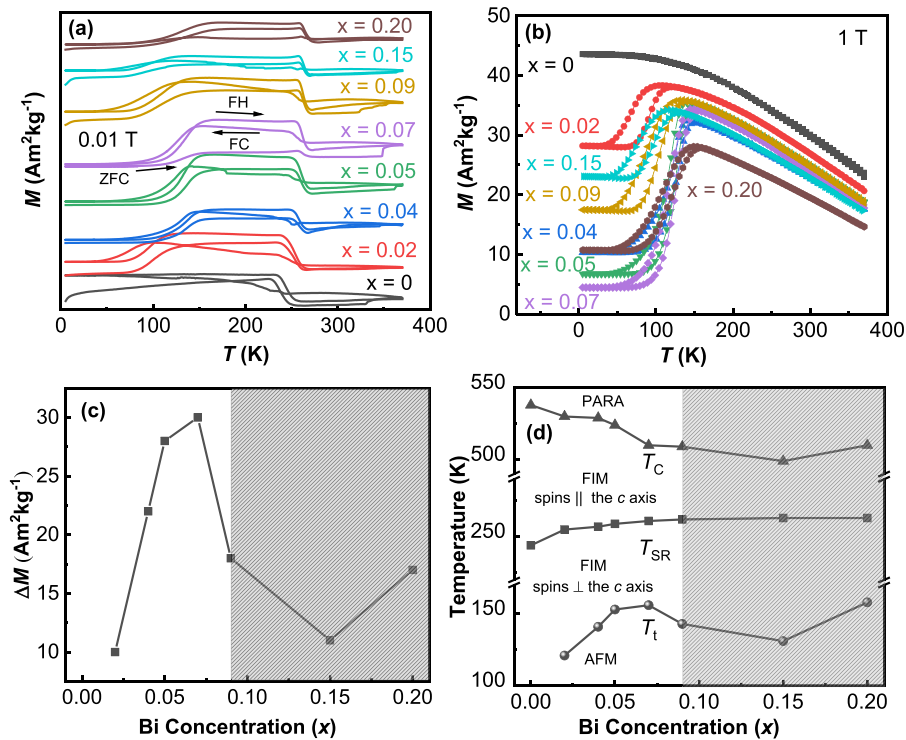 (a)
x = 0.20
x = 0.15
x = 0.09
FH
0.01 T
x = 0.07
FC
ZFC
x = 0.05
x = 0.04
x = 0.02
x = 0
M (Am²kg⁻¹)
0 100 200 300 400
T (K)
(b)
1 T
x = 0
x = 0.02
x = 0.15
x = 0.20
x = 0.09
x = 0.04
x = 0.05
x = 0.07
M (Am²kg⁻¹)
50
45
40
35
30
25
20
15
10
5
0
0 100 200 300 400
T (K)
(c)
30
25
20
15
10
ΔM (Am²kg⁻¹)
0.00 0.05 0.10 0.15 0.20
Bi Concentration (x)
(d)
550
500
250
150
100
Temperature (K)
PARA
T_C
FIM
spins || the c axis
T_SR
FIM
spins ⊥ the c axis
T_t
AFM
0.00 0.05 0.10 0.15 0.20
Bi Concentration (x)